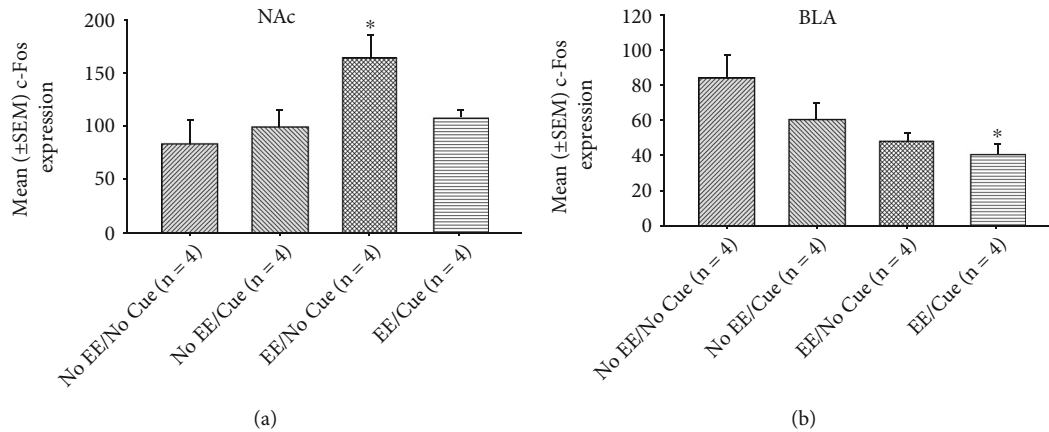 NAc
Mean (±SEM) c-Fos
expression
200
150
100
50
0
*
No EE/No Cue (n = 4)
No EE/Cue (n = 4)
EE/No Cue (n = 4)
EE/Cue (n = 4)
(a)
BLA
Mean (±SEM) c-Fos
expression
120
100
80
60
40
20
0
*
No EE/No Cue (n = 4)
No EE/Cue (n = 4)
EE/No Cue (n = 4)
EE/Cue (n = 4)
(b)